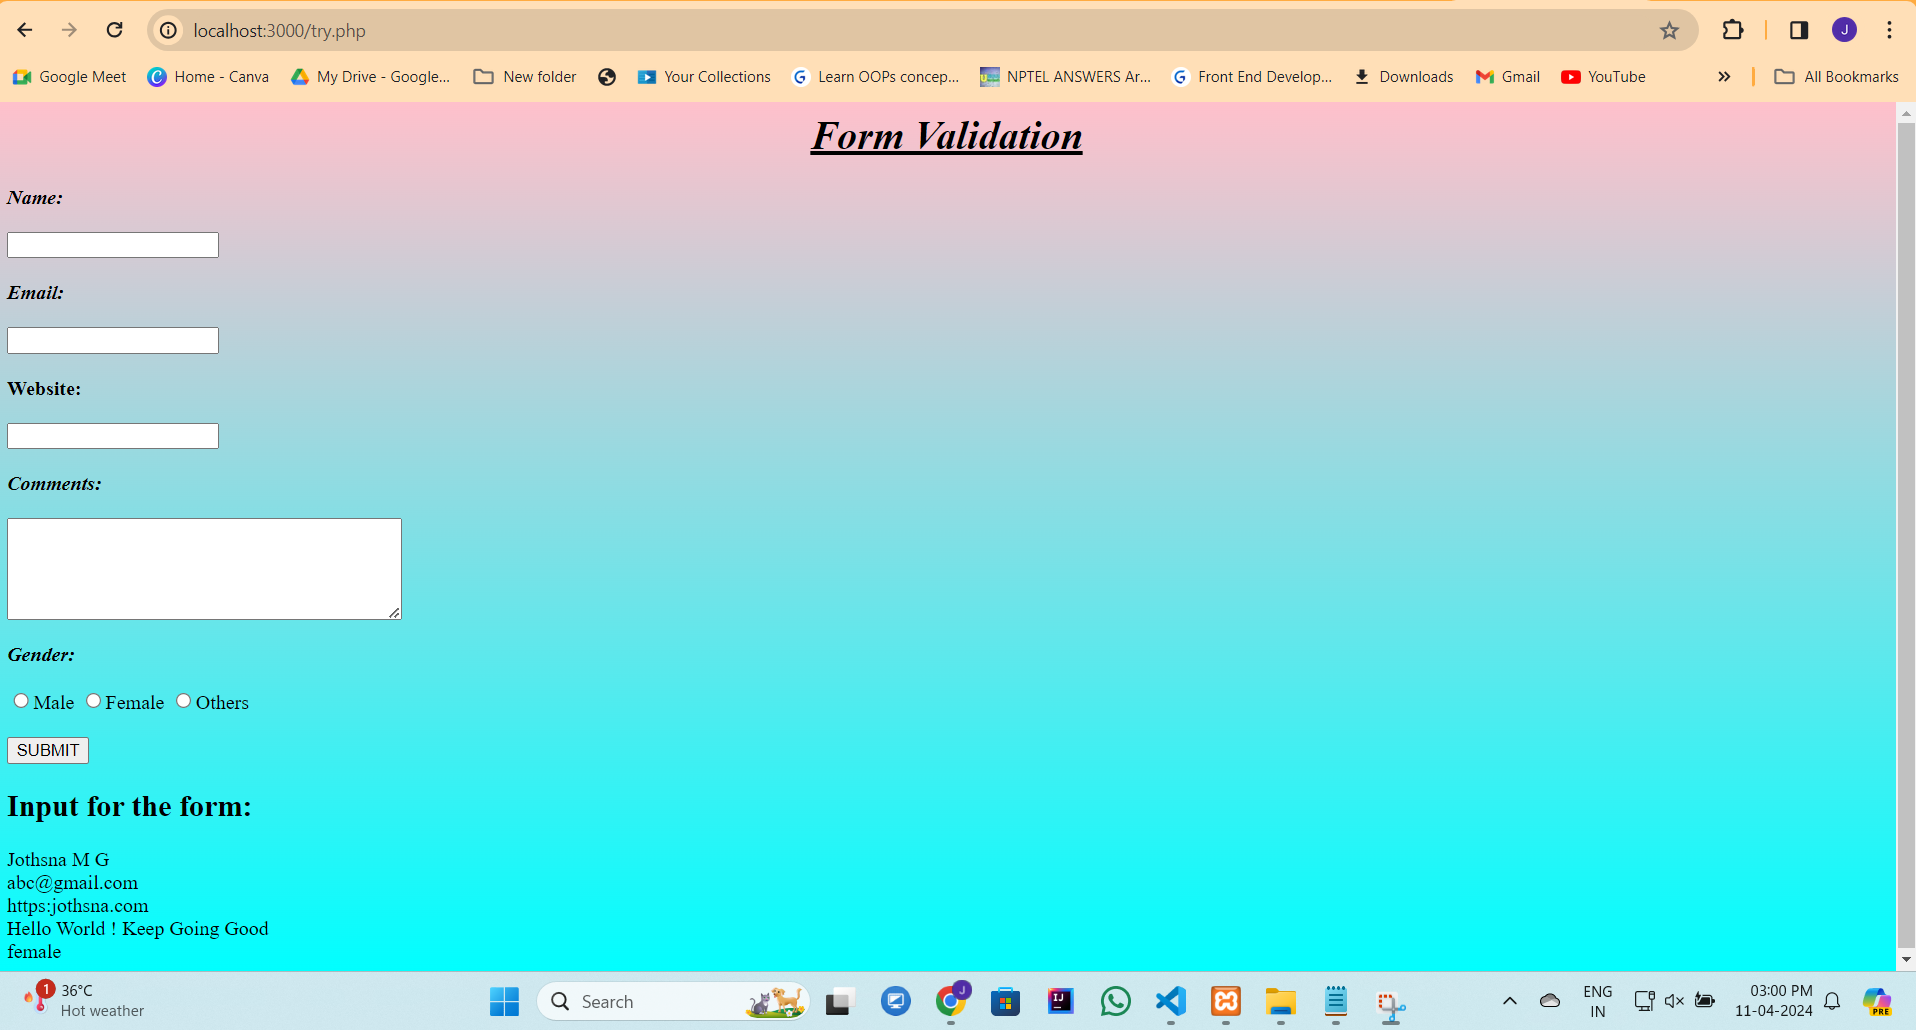 localhost:3000/try.php
J
Google Meet
Home - Canva
My Drive - Google...
New folder
Your Collections
Learn OOPs concep...
NPTEL ANSWERS Ar...
Front End Develop...
Downloads
Gmail
YouTube
All Bookmarks
Form Validation
Name:
Email:
Website:
Comments:
Gender:
Male Female Others
SUBMIT
Input for the form:
Jothsna M G
abc@gmail.com
https:jothsna.com
Hello World ! Keep Going Good
female
1
36°C
Hot weather
Search
J
IJ
ENG
IN
03:00 PM
11-04-2024
PRE